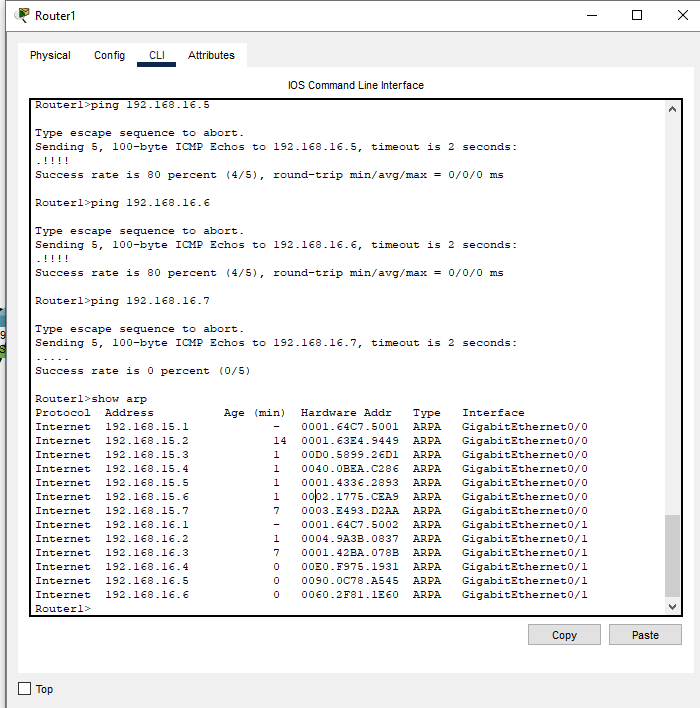 Router1
Physical Config CLI Attributes
IOS Command Line Interface
Router1>ping 192.168.16.5
Type escape sequence to abort.
Sending 5, 100-byte ICMP Echos to 192.168.16.5, timeout is 2 seconds:
.!!!!
Success rate is 80 percent (4/5), round-trip min/avg/max = 0/0/0 ms
Router1>ping 192.168.16.6
Type escape sequence to abort.
Sending 5, 100-byte ICMP Echos to 192.168.16.6, timeout is 2 seconds:
.!!!!
Success rate is 80 percent (4/5), round-trip min/avg/max = 0/0/0 ms
Router1>ping 192.168.16.7
Type escape sequence to abort.
Sending 5, 100-byte ICMP Echos to 192.168.16.7, timeout is 2 seconds:
.....
Success rate is 0 percent (0/5)
Router1>show arp
Protocol Address Age (min) Hardware Addr Type Interface
Internet 192.168.15.1 - 0001.64C7.5001 ARPA GigabitEthernet0/0
Internet 192.168.15.2 14 0001.63E4.9449 ARPA GigabitEthernet0/0
Internet 192.168.15.3 1 00D0.5899.26D1 ARPA GigabitEthernet0/0
Internet 192.168.15.4 1 0040.0BEA.C286 ARPA GigabitEthernet0/0
Internet 192.168.15.5 1 0001.4336.2893 ARPA GigabitEthernet0/0
Internet 192.168.15.6 1 0002.1775.CEA9 ARPA GigabitEthernet0/0
Internet 192.168.15.7 7 0003.E493.D2AA ARPA GigabitEthernet0/0
Internet 192.168.16.1 - 0001.64C7.5002 ARPA GigabitEthernet0/1
Internet 192.168.16.2 1 0004.9A3B.0837 ARPA GigabitEthernet0/1
Internet 192.168.16.3 7 0001.42BA.078B ARPA GigabitEthernet0/1
Internet 192.168.16.4 0 00E0.F975.1931 ARPA GigabitEthernet0/1
Internet 192.168.16.5 0 0090.0C78.A545 ARPA GigabitEthernet0/1
Internet 192.168.16.6 0 0060.2F81.1E60 ARPA GigabitEthernet0/1
Router1>
Copy Paste
Top